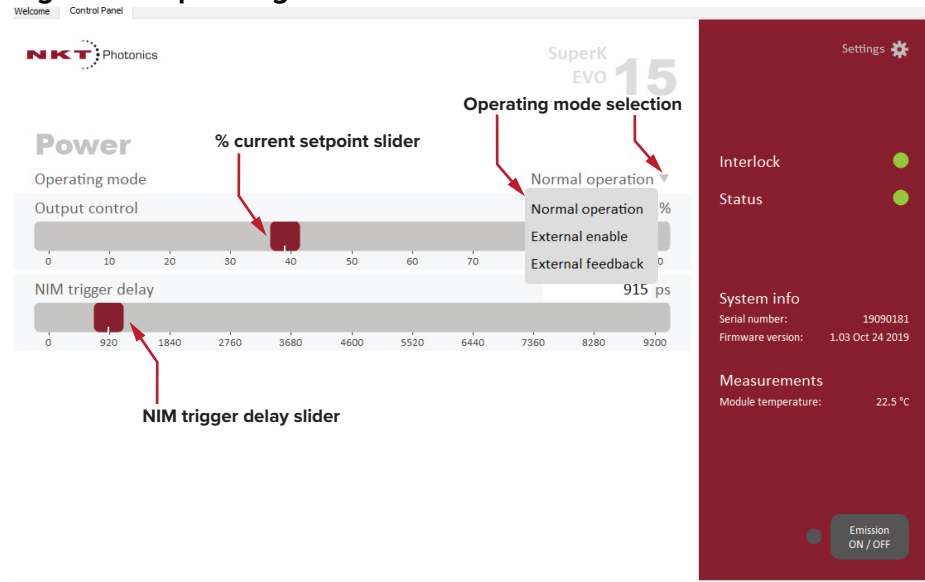 Welcome Control Panel
NKT Photonics
SuperK
EVO 15
Operating mode selection
Power
% current setpoint slider
Operating mode Normal operation
Output control %
Normal operation
External enable
External feedback
0 10 20 30 40 50 60 70 0
NIM trigger delay 915 ps
0 920 1840 2760 3680 4600 5520 6440 7360 8280 9200
NIM trigger delay slider
Settings
Interlock
Status
System info
Serial number: 19090181
Firmware version: 1.03 Oct 24 2019
Measurements
Module temperature: 22.5 °C
Emission
ON / OFF